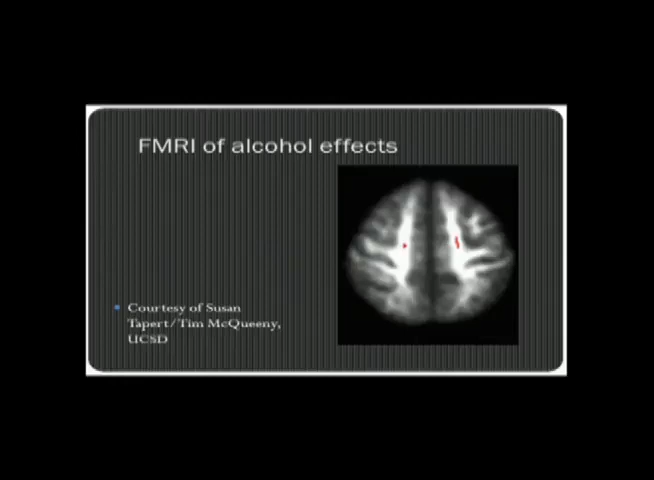 FMRI of alcohol effects
Courtesy of Susan
Tapert/Tim McQueeny,
UCSD